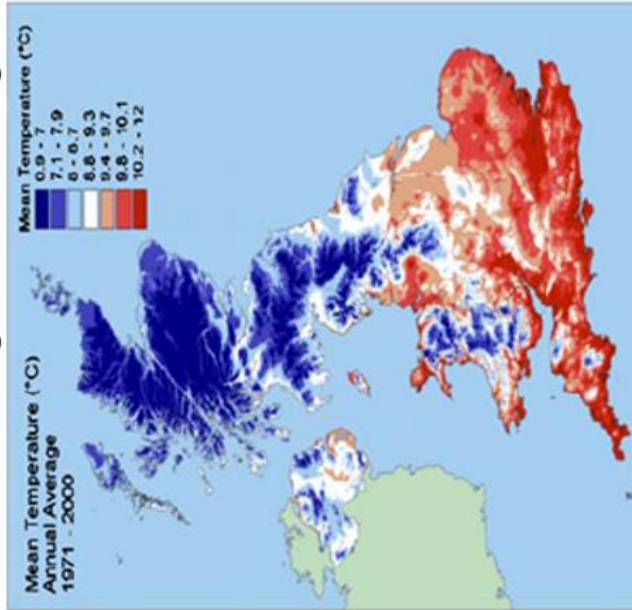 Mean Temperature (°C)
Annual Average
1971 - 2000
Mean Temperature (°C)
0.9 - 7
7.1 - 7.9
8 - 8.7
8.8 - 9.3
9.4 - 9.7
9.8 - 10.1
10.2 - 12